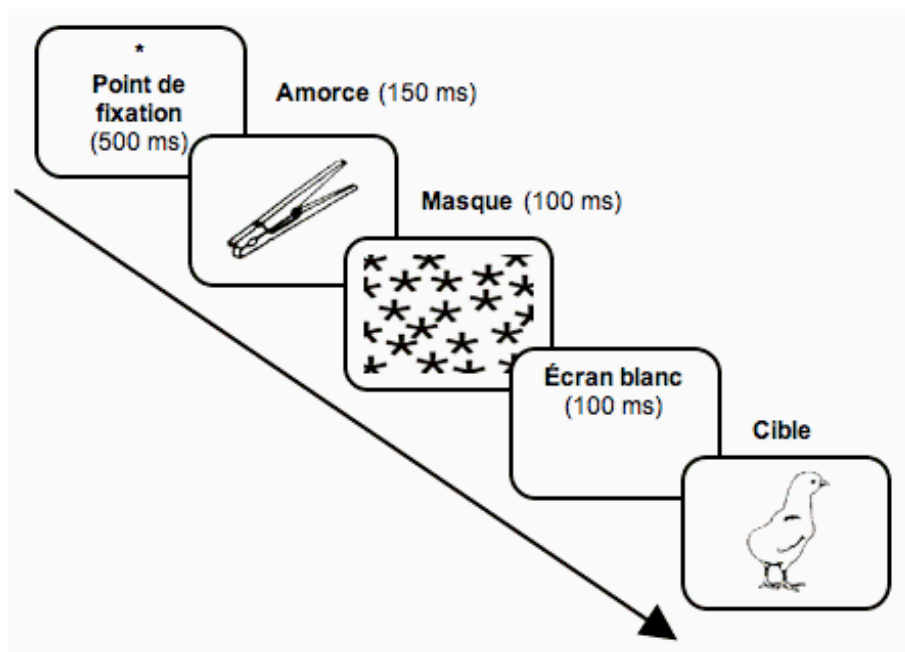 *
Point de
fixation
(500 ms)
Amorce (150 ms)
Masque (100 ms)
Écran blanc
(100 ms)
Cible